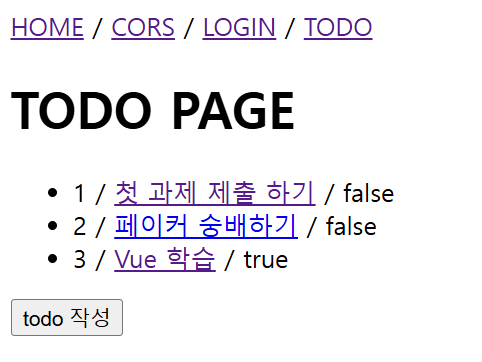 HOME / CORS / LOGIN / TODO
TODO PAGE
• 1 / 첫 과제 제출 하기 / false
• 2 / 페이커 숭배하기 / false
• 3 / Vue 학습 / true
todo 작성